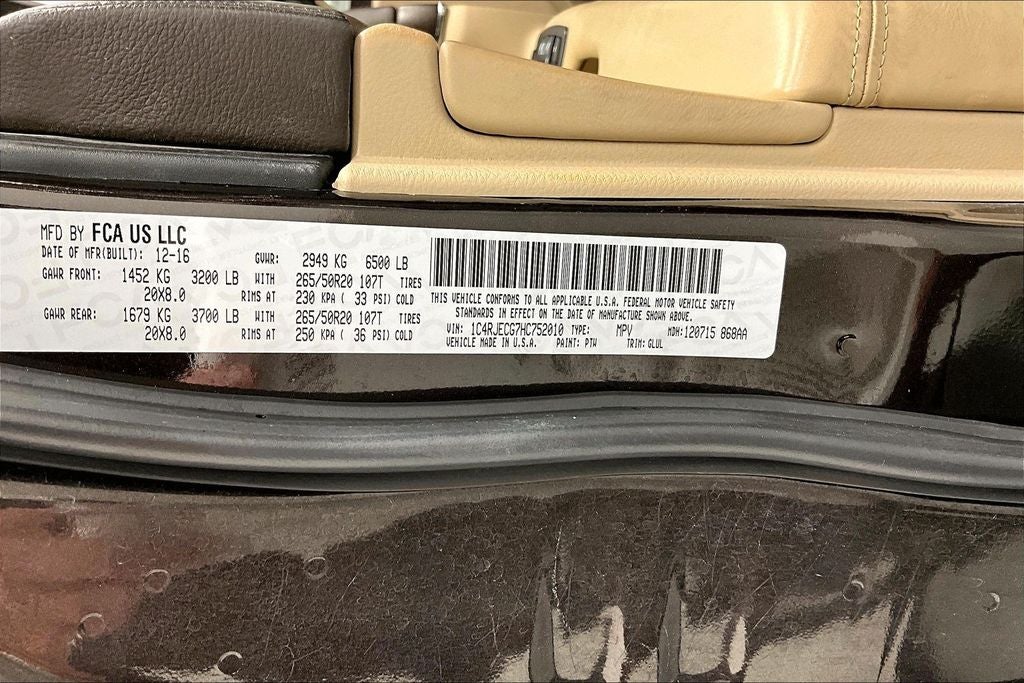 MFD BY FCA US LLC
DATE OF MFR(BUILT): 12-16 GVWR: 2949 KG 6500 LB
GAWR FRONT: 1452 KG 3200 LB WITH 265/50R20 107T TIRES
20X8.0 RIMS AT 230 KPA ( 33 PSI) COLD
GAWR REAR: 1679 KG 3700 LB WITH 265/50R20 107T TIRES
20X8.0 RIMS AT 250 KPA ( 36 PSI) COLD
THIS VEHICLE CONFORMS TO ALL APPLICABLE U.S.A. FEDERAL MOTOR VEHICLE SAFETY
STANDARDS IN EFFECT ON THE DATE OF MANUFACTURE SHOWN ABOVE.
VIN: 1C4RJECG7HC752010 TYPE: MPV MDH: 120715 868AA
VEHICLE MADE IN U.S.A. PAINT: PTW TRIM: GLUL